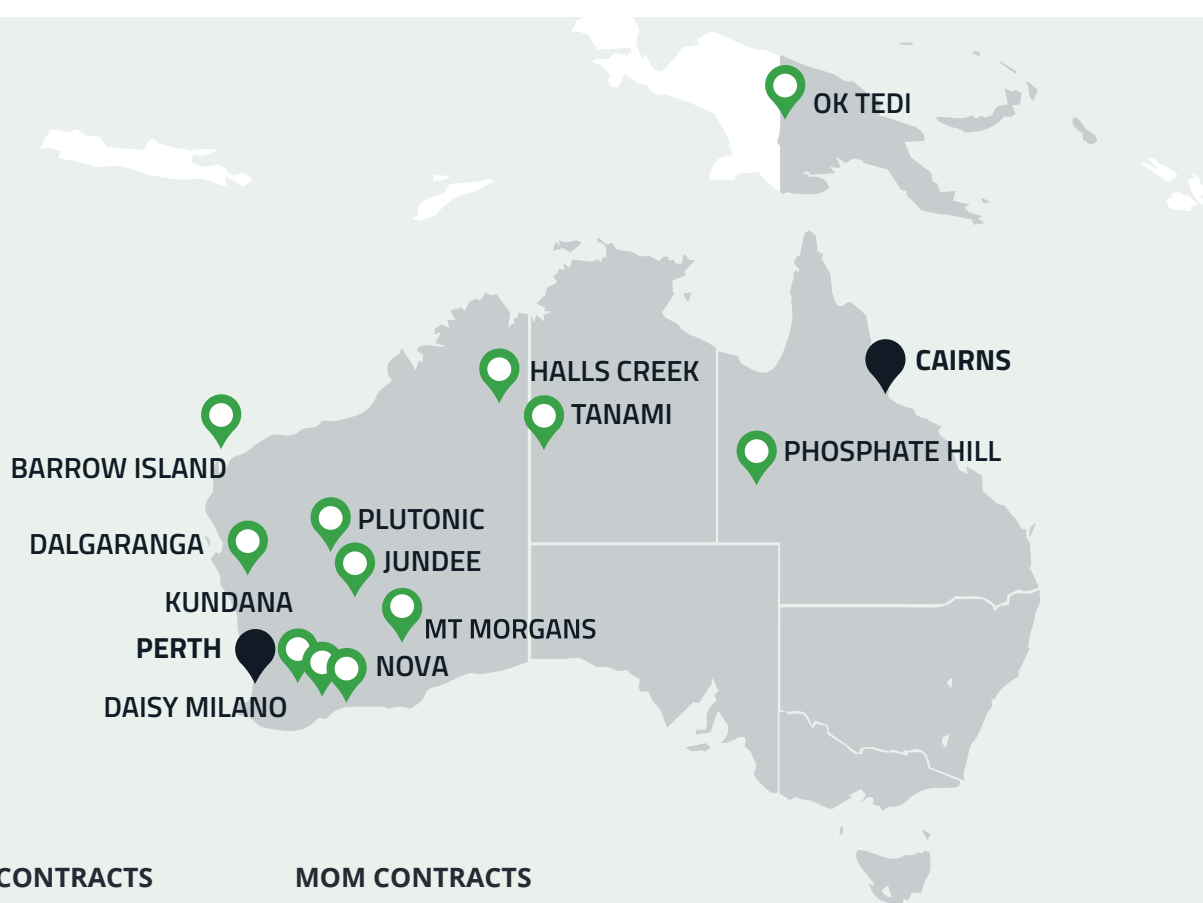 OK TEDI
CAIRNS
HALLS CREEK
TANAMI
PHOSPHATE HILL
BARROW ISLAND
PLUTONIC
DALGARANGA
JUNDEE
KUNDANA
MT MORGANS
PERTH
NOVA
DAISY MILANO
CONTRACTS
MOM CONTRACTS